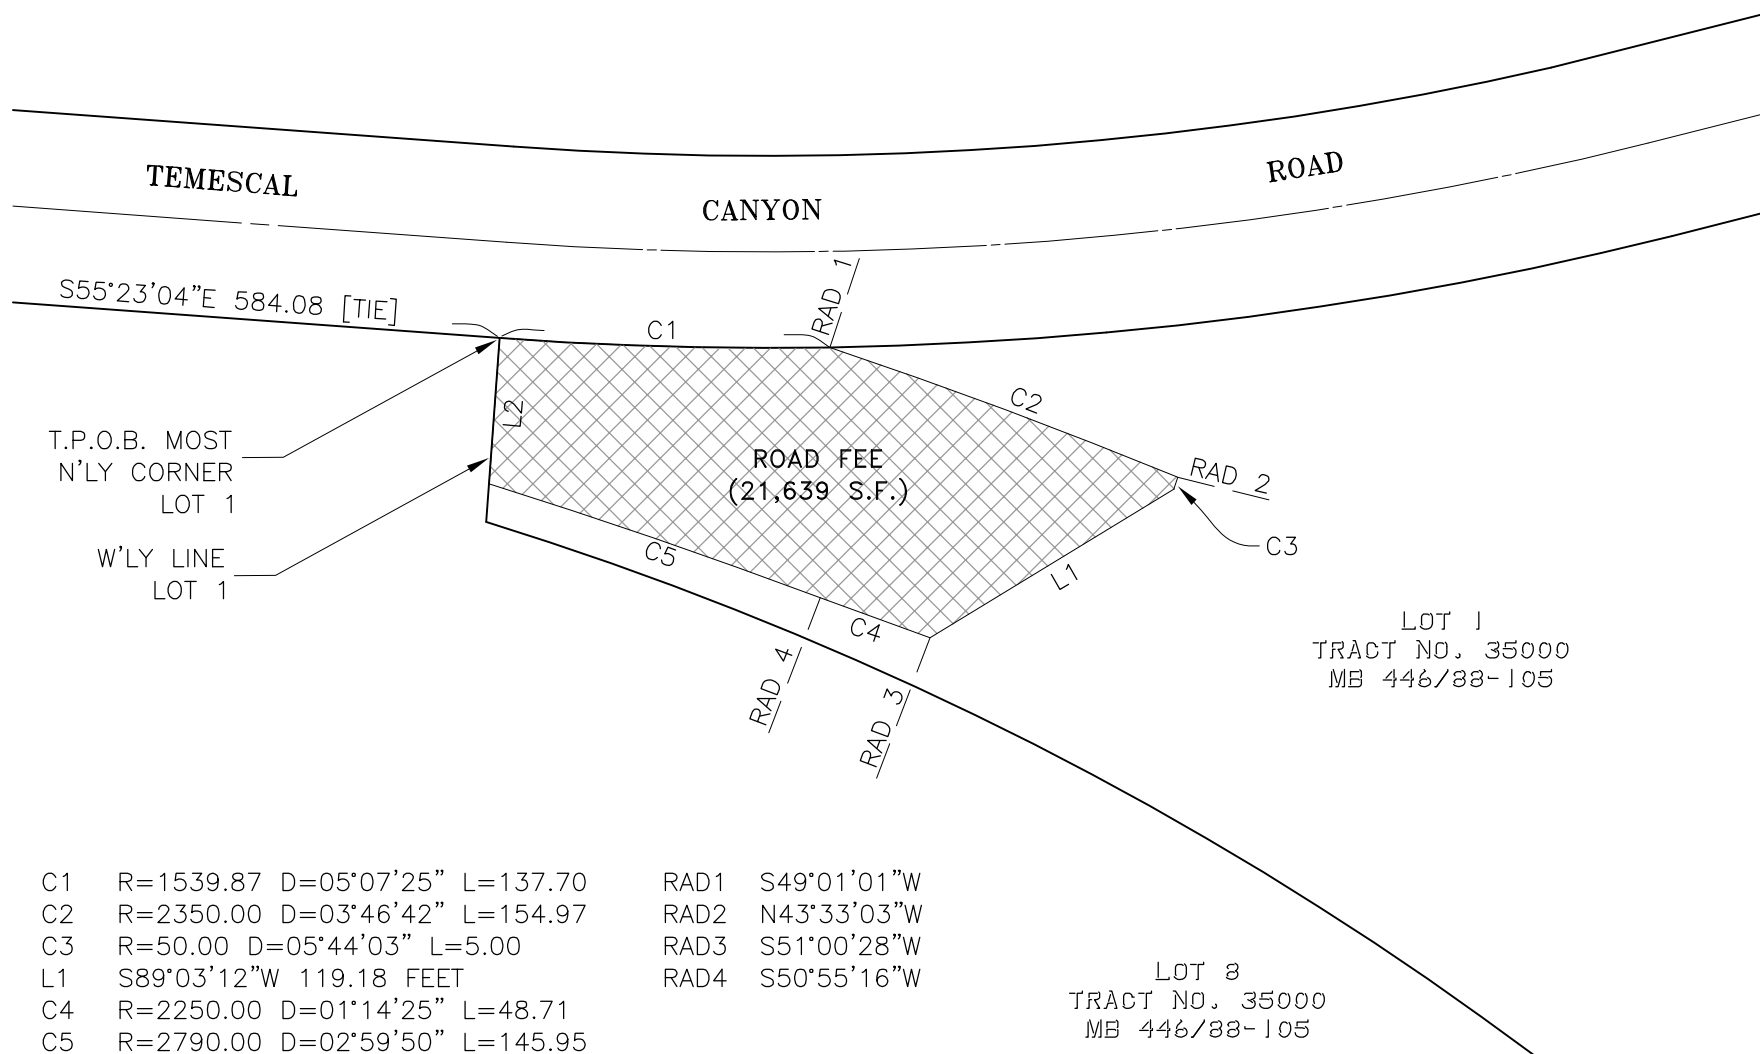 TEMESCAL
CANYON
ROAD
S55°23'04"E 584.08 [TIE]
C1
RAD 1
C2
L2
T.P.O.B. MOST
N'LY CORNER
LOT 1
ROAD FEE
(21,639 S.F.)
RAD 2
C3
W'LY LINE
LOT 1
C5
L1
C4
RAD 4
RAD 3
LOT 1
TRACT NO. 35000
MB 446/88-105
C1 R=1539.87 D=05°07'25" L=137.70
C2 R=2350.00 D=03°46'42" L=154.97
C3 R=50.00 D=05°44'03" L=5.00
L1 S89°03'12"W 119.18 FEET
C4 R=2250.00 D=01°14'25" L=48.71
C5 R=2790.00 D=02°59'50" L=145.95
RAD1 S49°01'01"W
RAD2 N43°33'03"W
RAD3 S51°00'28"W
RAD4 S50°55'16"W
LOT 8
TRACT NO. 35000
MB 446/88-105